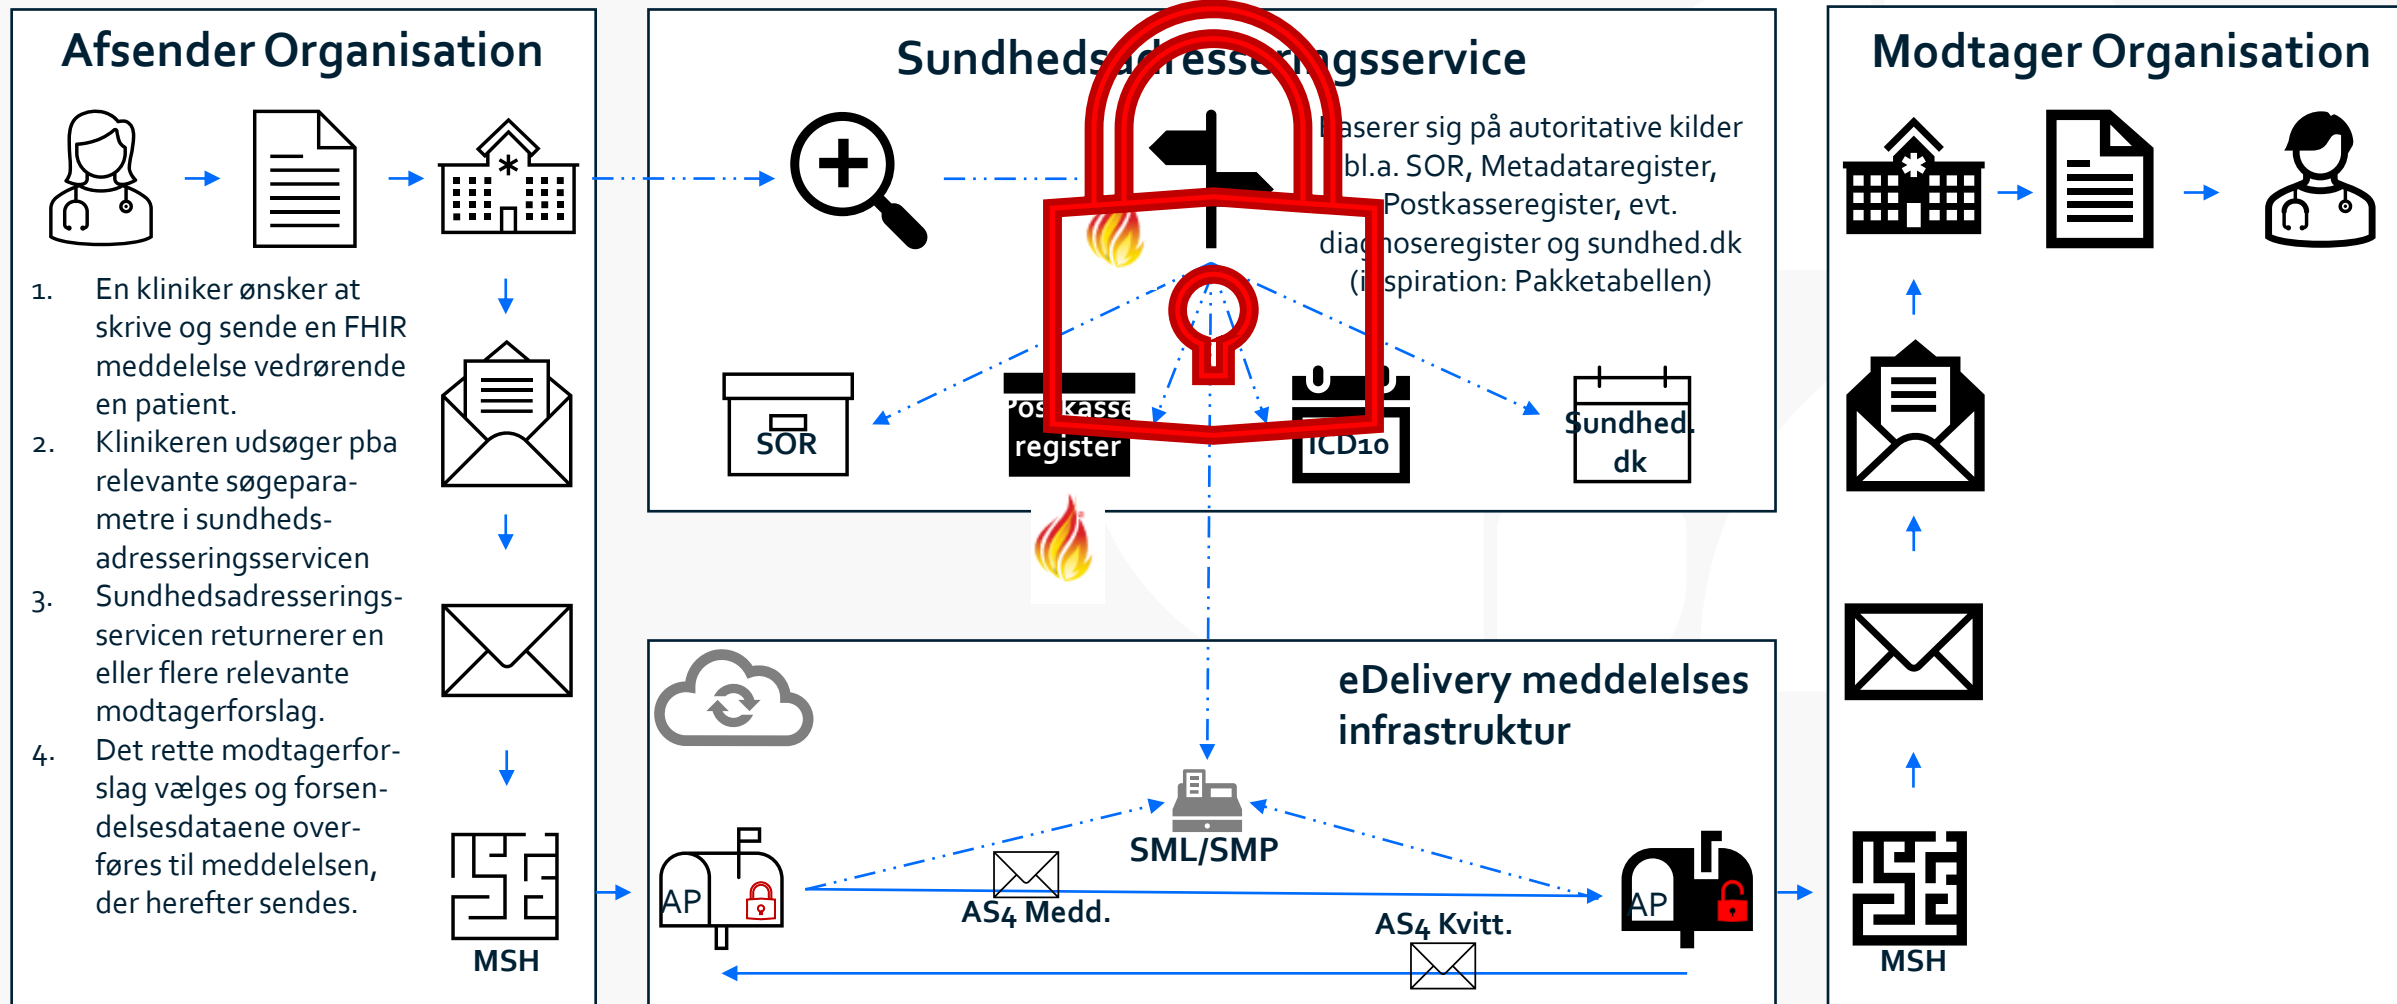 Afsender Organisation
1. En kliniker ønsker at
skrive og sende en FHIR
meddelelse vedrørende
en patient.
2. Klinikeren udsøger pba
relevante søgepara-
metre i sundheds-
adresseringsservicen
3. Sundhedsadresserings-
servicen returnerer en
eller flere relevante
modtagerforslag.
4. Det rette modtagerfor-
slag vælges og forsen-
delsesdataene over-
føres til meddelelsen,
der herefter sendes.
MSH
Sundhedsadresseringsservice
Baserer sig på autoritative kilder
bl.a. SOR, Metadataregister,
Postkasseregister, evt.
diagnoseregister og sundhed.dk
(inspiration: Pakketabellen)
SOR
Postkasse
register
ICD10
Sundhed.
dk
eDelivery meddelelses
infrastruktur
SML/SMP
AP
AS4 Medd.
AS4 Kvitt.
AP
Modtager Organisation
MSH